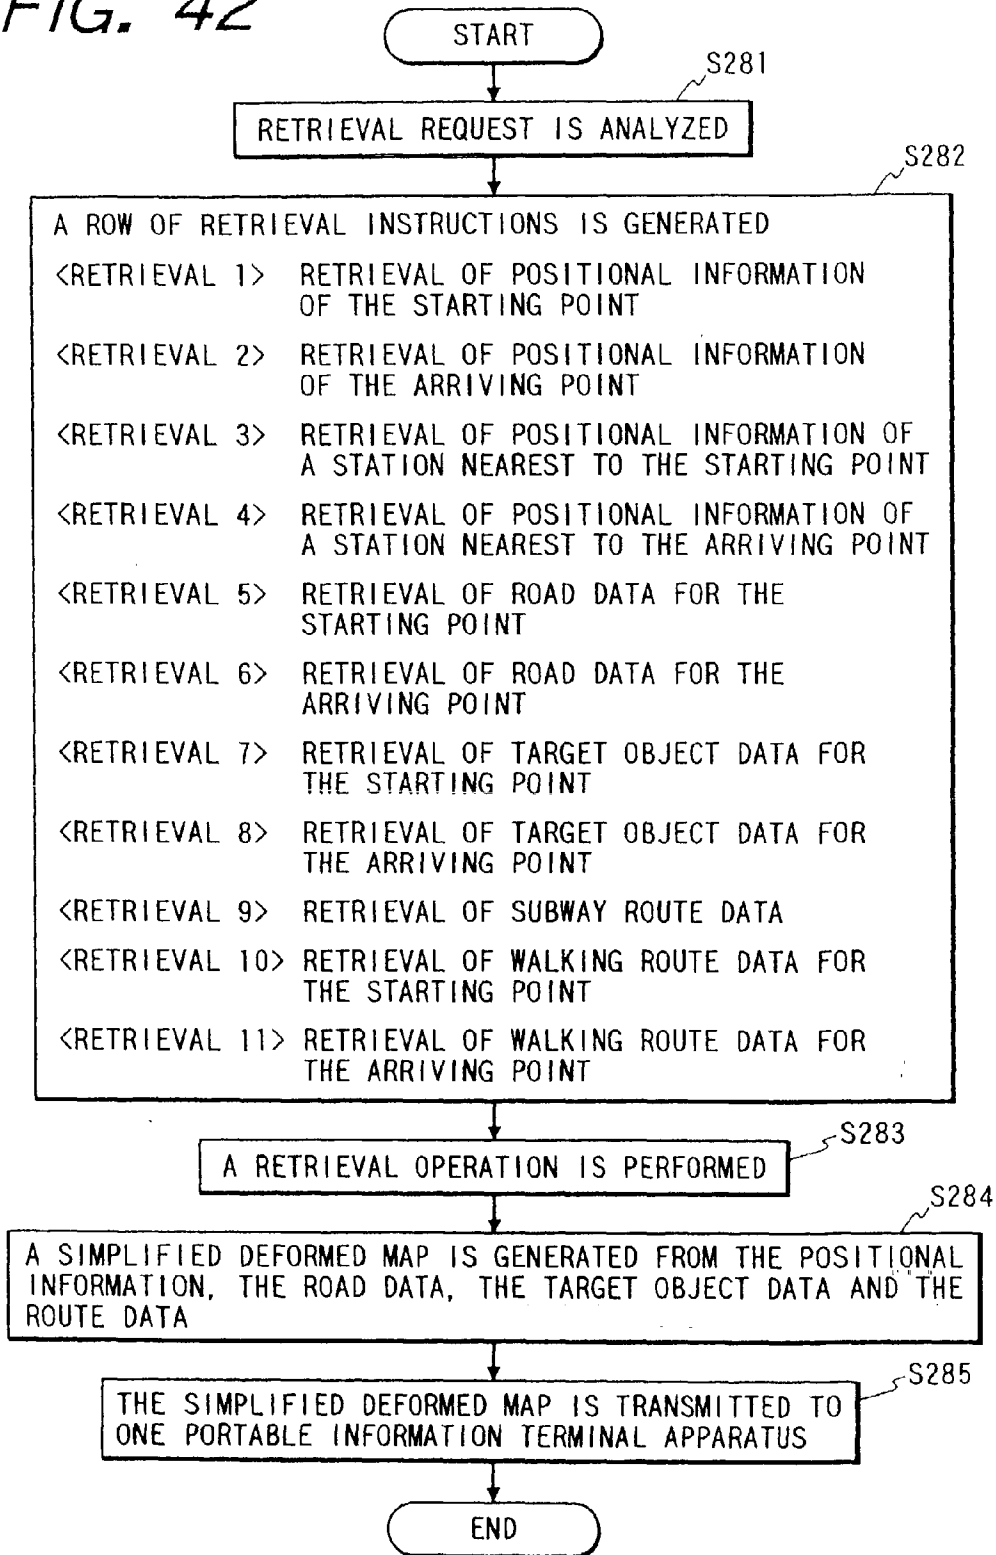 FIG. 42
START
S281
RETRIEVAL REQUEST IS ANALYZED
S282
A ROW OF RETRIEVAL INSTRUCTIONS IS GENERATED
<RETRIEVAL 1> RETRIEVAL OF POSITIONAL INFORMATION
OF THE STARTING POINT
<RETRIEVAL 2> RETRIEVAL OF POSITIONAL INFORMATION
OF THE ARRIVING POINT
<RETRIEVAL 3> RETRIEVAL OF POSITIONAL INFORMATION OF
A STATION NEAREST TO THE STARTING POINT
<RETRIEVAL 4> RETRIEVAL OF POSITIONAL INFORMATION OF
A STATION NEAREST TO THE ARRIVING POINT
<RETRIEVAL 5> RETRIEVAL OF ROAD DATA FOR THE
STARTING POINT
<RETRIEVAL 6> RETRIEVAL OF ROAD DATA FOR THE
ARRIVING POINT
<RETRIEVAL 7> RETRIEVAL OF TARGET OBJECT DATA FOR
THE STARTING POINT
<RETRIEVAL 8> RETRIEVAL OF TARGET OBJECT DATA FOR
THE ARRIVING POINT
<RETRIEVAL 9> RETRIEVAL OF SUBWAY ROUTE DATA
<RETRIEVAL 10> RETRIEVAL OF WALKING ROUTE DATA FOR
THE STARTING POINT
<RETRIEVAL 11> RETRIEVAL OF WALKING ROUTE DATA FOR
THE ARRIVING POINT
S283
A RETRIEVAL OPERATION IS PERFORMED
S284
A SIMPLIFIED DEFORMED MAP IS GENERATED FROM THE POSITIONAL
INFORMATION, THE ROAD DATA, THE TARGET OBJECT DATA AND THE
ROUTE DATA
S285
THE SIMPLIFIED DEFORMED MAP IS TRANSMITTED TO
ONE PORTABLE INFORMATION TERMINAL APPARATUS
END